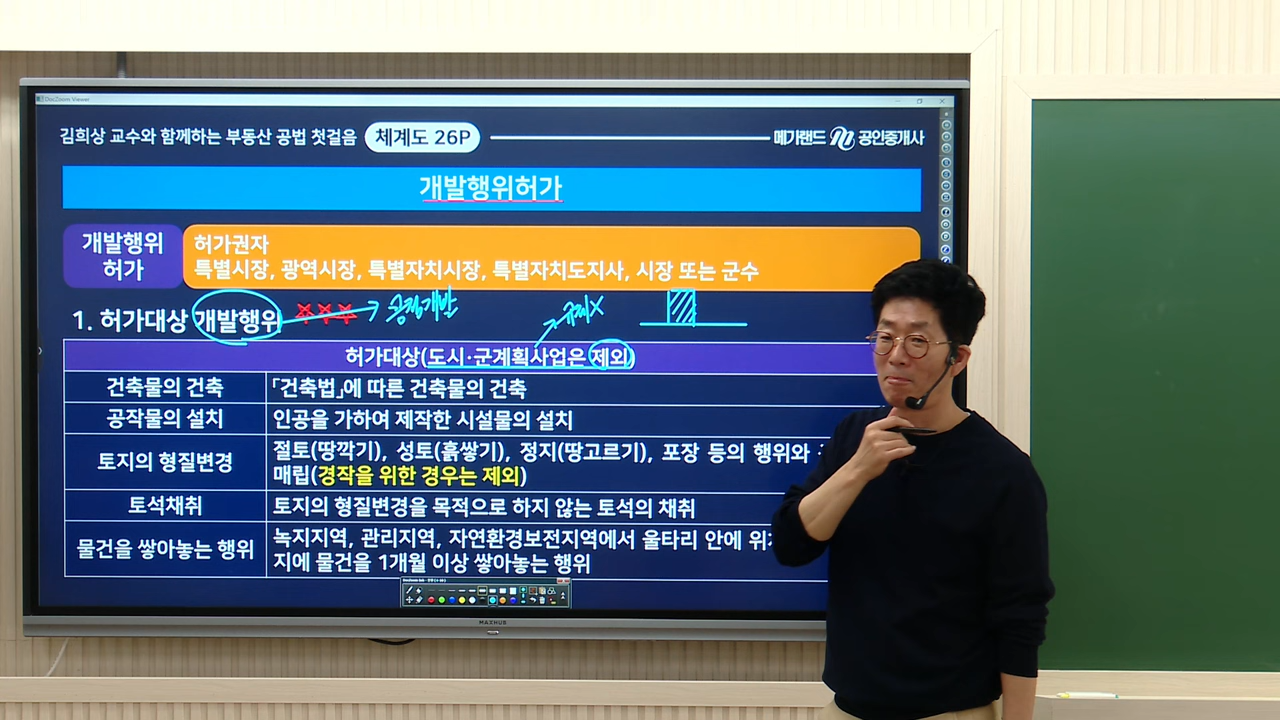 DocZoom Viewer
김희상 교수와 함께하는 부동산 공법 첫걸음 체계도 26P 메가랜드 공인중개사
개발행위허가
개발행위
허가
허가권자
특별시장, 광역시장, 특별자치시장, 특별자치도지사, 시장 또는 군수
1. 허가대상 개발행위
규제X
허가대상(도시·군계획사업은 제외)
건축물의 건축
「건축법」에 따른 건축물의 건축
공작물의 설치
인공을 가하여 제작한 시설물의 설치
토지의 형질변경
절토(땅깍기), 성토(흙쌓기), 정지(땅고르기), 포장 등의 행위와
매립(경작을 위한 경우는 제외)
토석채취
토지의 형질변경을 목적으로 하지 않는 토석의 채취
물건을 쌓아놓는 행위
녹지지역, 관리지역, 자연환경보전지역에서 울타리 안에
지에 물건을 1개월 이상 쌓아놓는 행위
MAXHUB